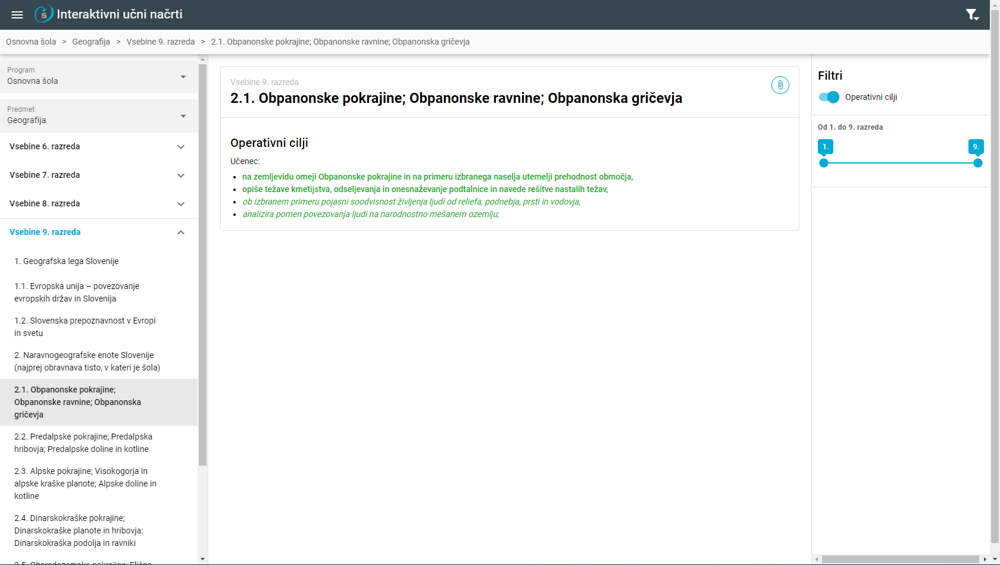 Interaktivni učni načrti
Osnovna šola > Geografija > Vsebine 9. razreda > 2.1. Obpanonske pokrajine; Obpanonske ravnine; Obpanonska gričevja
Program
Osnovna šola
Predmet
Geografija
Vsebine 6. razreda
Vsebine 7. razreda
Vsebine 8. razreda
Vsebine 9. razreda
1. Geografska lega Slovenije
1.1. Evropska unija – povezovanje
evropskih držav in Slovenija
1.2. Slovenska prepoznavnost v Evropi
in svetu
2. Naravnogeografske enote Slovenije
(najprej obravnava tisto, v kateri je šola)
2.1. Obpanonske pokrajine;
Obpanonske ravnine; Obpanonska
gričevja
2.2. Predalpske pokrajine; Predalpska
hribovja; Predalpske doline in kotline
2.3. Alpske pokrajine; Visokogorja in
alpske kraške planote; Alpske doline in
kotline
2.4. Dinarskokraške pokrajine;
Dinarskokraške planote in hribovja:
Dinarskokraška podolja in ravniki
Vsebine 9. razreda
2.1. Obpanonske pokrajine; Obpanonske ravnine; Obpanonska gričevja
Operativni cilji
Učenec:
na zemljevidu omeji Obpanonske pokrajine in na primeru izbranega naselja utemelji prehodnost območja,
opiše težave kmetijstva, odseljevanja in onesnaževanje podtalnice in navede rešitve nastalih težav,
ob izbranem primeru pojasni soodvisnost življenja ljudi od reliefa, podnebja, prsti in vodovja,
analizira pomen povezovanja ljudi na narodnostno mešanem ozemlju;
Filtri
Operativni cilji
Od 1. do 9. razreda
1. 9.